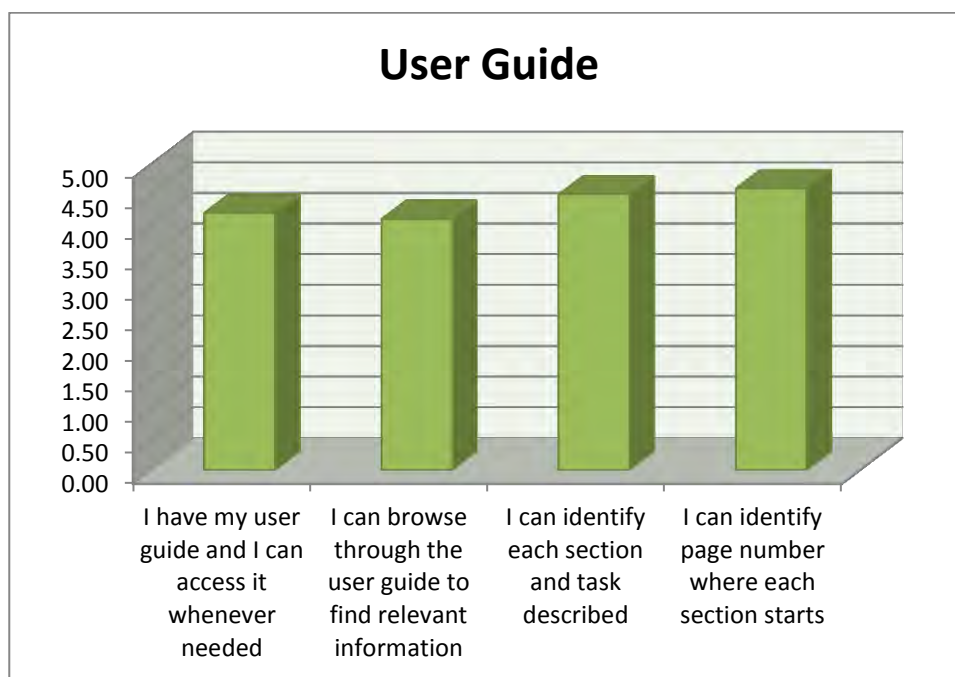 User Guide
5.00
4.50
4.00
3.50
3.00
2.50
2.00
1.50
1.00
0.50
0.00
I have my user
guide and I can
access it
whenever
needed
I can browse
through the
user guide to
find relevant
information
I can identify
each section
and task
described
I can identify
page number
where each
section starts